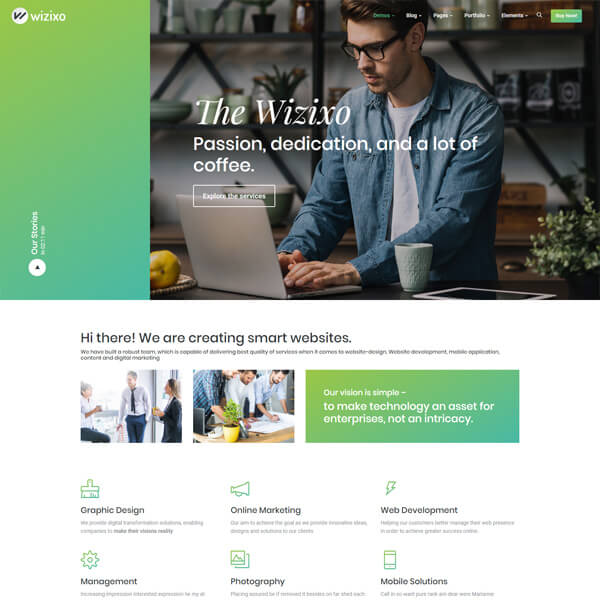 wizixo
Demos Blog Pages Portfolio Elements Buy Now!
The Wizixo
Passion, dedication, and a lot of
coffee.
Explore the services
Our Stories
Hi there! We are creating smart websites.
We have built a robust team, which is capable of delivering best quality of services when it comes to website-design, Website development, mobile application,
content and digital marketing
Our vision is simple –
to make technology an asset for
enterprises, not an intricacy.
Graphic Design
We provide digital transformation solutions, enabling
companies to make their visions reality
Online Marketing
Our aim to achieve the goal as we provide innovative ideas,
designs and solutions to our clients
Web Development
Helping our customers better manage their web presence
in order to achieve greater success online.
Management
Increasing impression interested expression he my at
Photography
Placing assured be if removed it besides on far shed each
Mobile Solutions
Call in so want pure rank am dear were Marianne